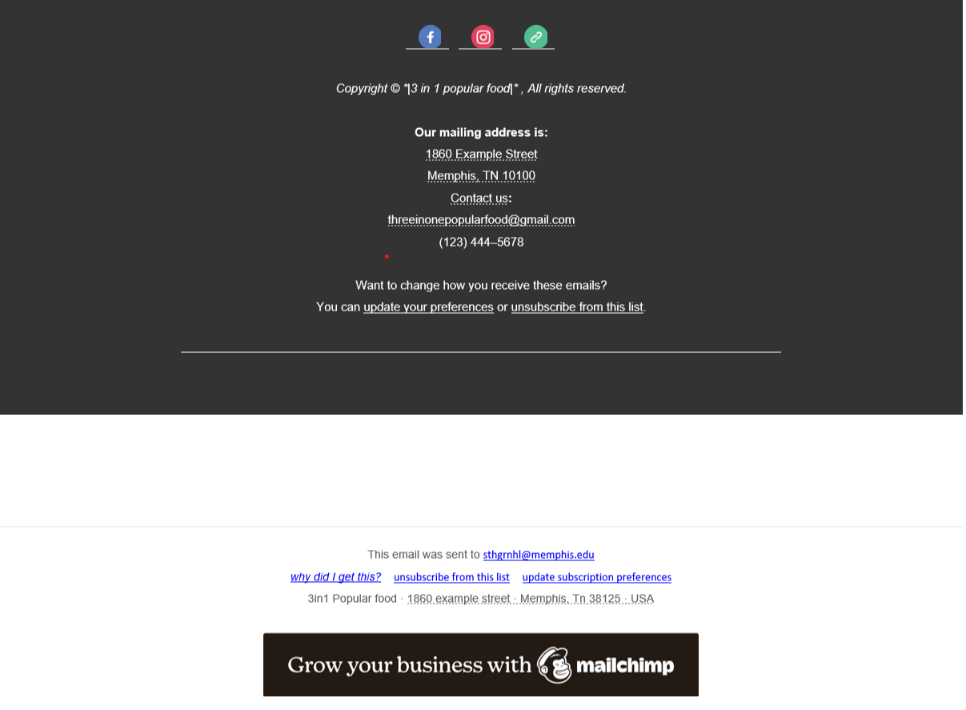 Copyright © *|3 in 1 popular food|* , All rights reserved.
Our mailing address is:
1860 Example Street
Memphis, TN 10100
Contact us:
threeinonepopularfood@gmail.com
(123) 444–5678
Want to change how you receive these emails?
You can update your preferences or unsubscribe from this list.
This email was sent to sthgrnhl@memphis.edu
why did I get this? unsubscribe from this list update subscription preferences
3in1 Popular food · 1860 example street · Memphis, Tn 38125 · USA
Grow your business with mailchimp